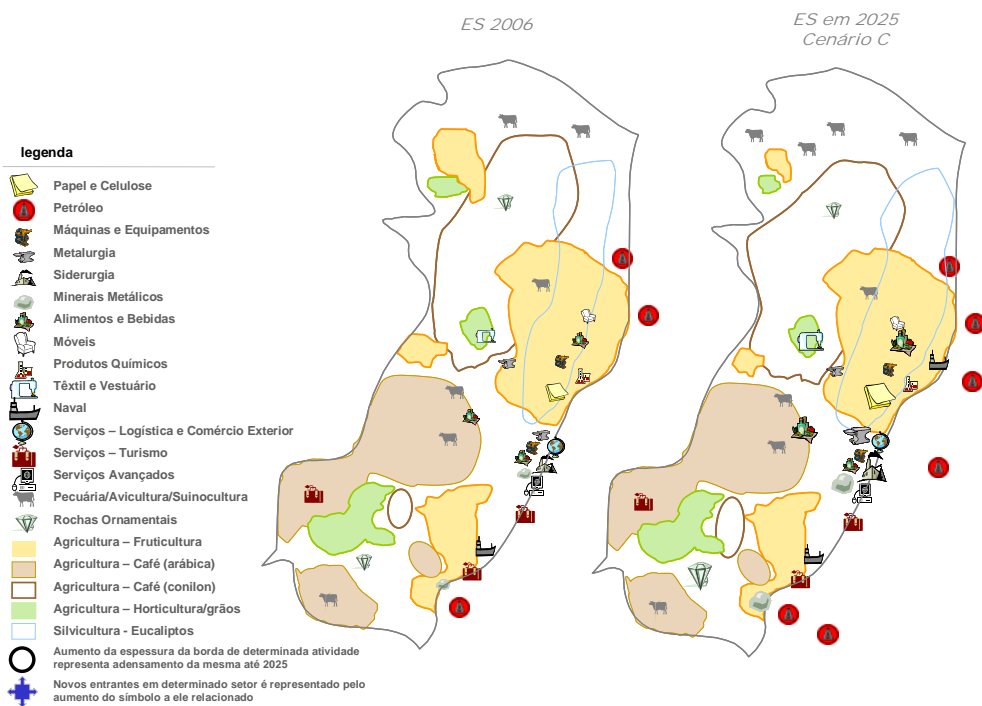 ES 2006
ES em 2025
Cenário C
legenda
Papel e Celulose
Petróleo
Máquinas e Equipamentos
Metalurgia
Siderurgia
Minerais Metálicos
Alimentos e Bebidas
Móveis
Produtos Químicos
Têxtil e Vestuário
Naval
Serviços – Logística e Comércio Exterior
Serviços – Turismo
Serviços Avançados
Pecuária/Avicultura/Suinocultura
Rochas Ornamentais
Agricultura – Fruticultura
Agricultura – Café (arábica)
Agricultura – Café (conilon)
Agricultura – Horticultura/grãos
Silvicultura - Eucaliptos
Aumento da espessura da borda de determinada atividade
representa adensamento da mesma até 2025
Novos entrantes em determinado setor é representado pelo
aumento do símbolo a ele relacionado